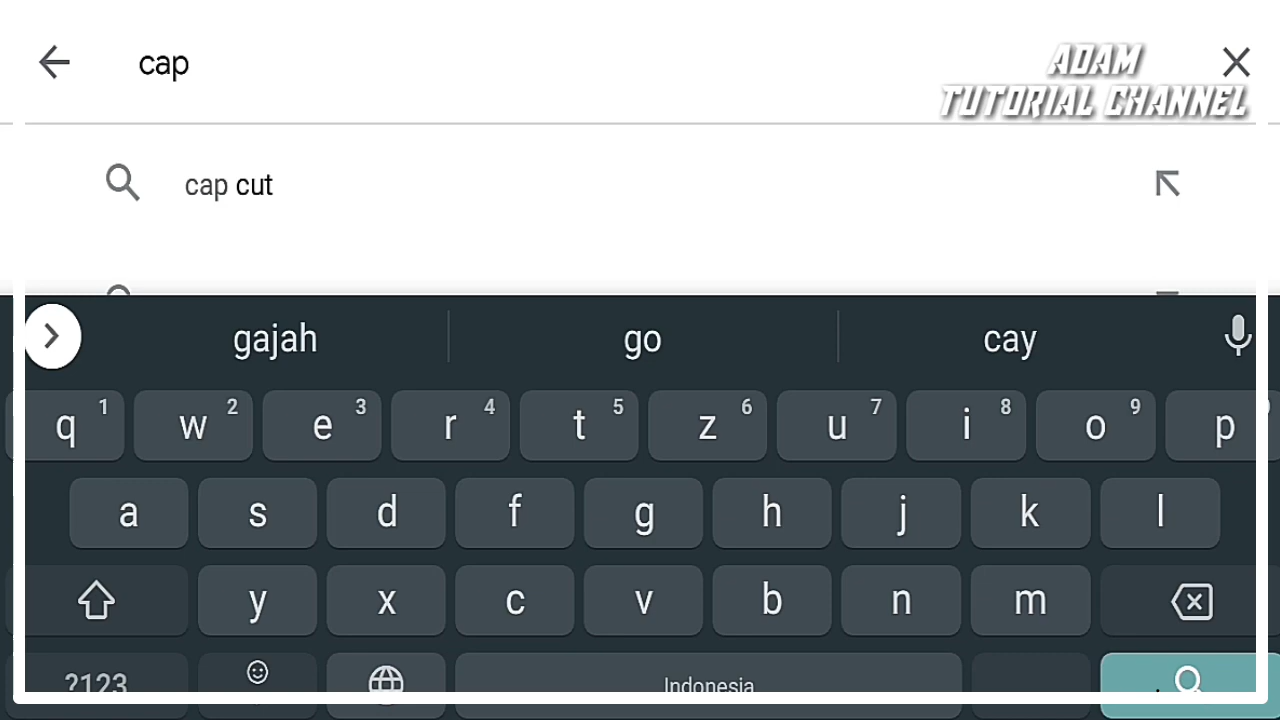 cap
ADAM
TUTORIAL CHANNEL
cap cut
gajah go cay
q 1 w 2 e 3 r 4 t 5 z 6 u 7 i 8 o 9 p
a s d f g h j k l
y x c v b n m
?123 Indonesia